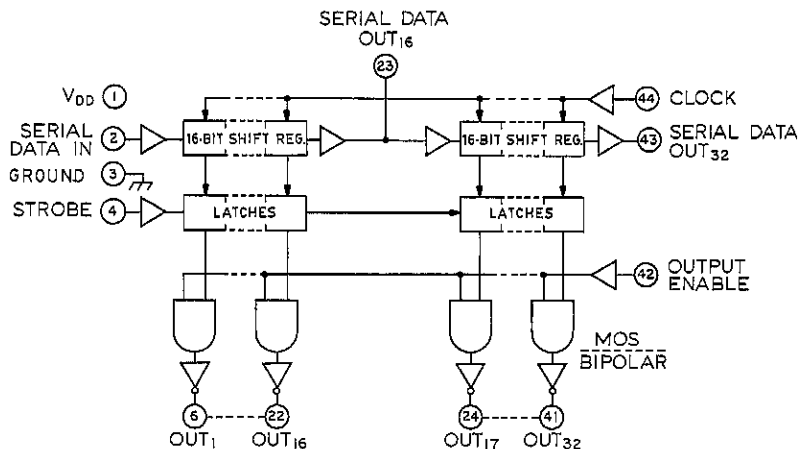 SERIAL DATA
OUT16
23
VDD 1
44 CLOCK
SERIAL
DATA IN
2
16-BIT SHIFT REG.
16-BIT SHIFT REG.
43
SERIAL DATA
OUT32
GROUND 3
STROBE 4
LATCHES
LATCHES
42
OUTPUT
ENABLE
MOS
BIPOLAR
6
22
24
41
OUT1
OUT16
OUT17
OUT32